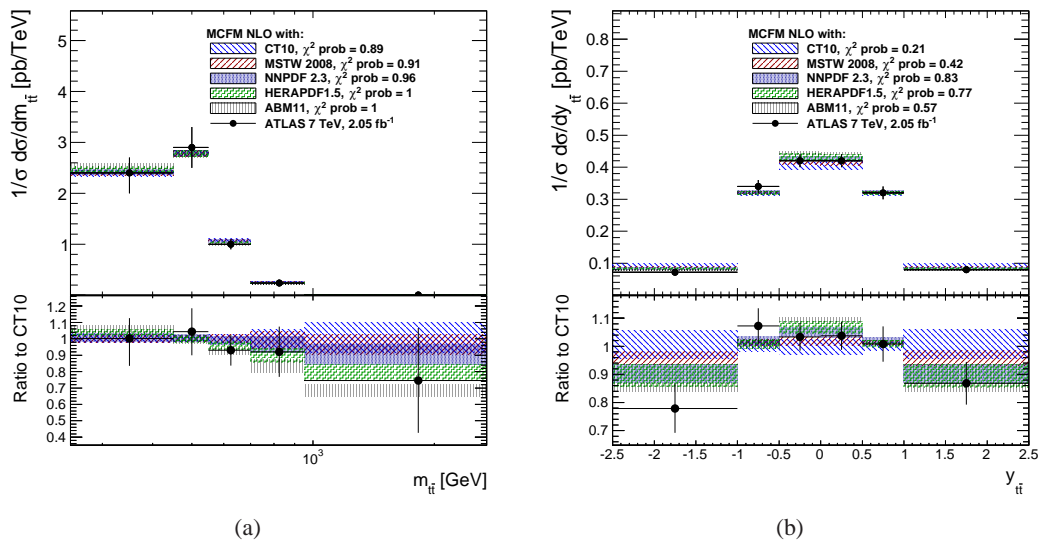 1/σ dσ/dm_tt̄ [pb/TeV]
5
4
3
2
1
MCFM NLO with:
CT10, χ² prob = 0.89
MSTW 2008, χ² prob = 0.91
NNPDF 2.3, χ² prob = 0.96
HERAPDF1.5, χ² prob = 1
ABM11, χ² prob = 1
ATLAS 7 TeV, 2.05 fb⁻¹
Ratio to CT10
1.2
1.1
1.0
0.9
0.8
0.7
0.6
0.5
0.4
10³
m_tt̄ [GeV]
(a)
1/σ dσ/dy_tt̄ [pb/TeV]
0.8
0.7
0.6
0.5
0.4
0.3
0.2
0.1
MCFM NLO with:
CT10, χ² prob = 0.21
MSTW 2008, χ² prob = 0.42
NNPDF 2.3, χ² prob = 0.83
HERAPDF1.5, χ² prob = 0.77
ABM11, χ² prob = 0.57
ATLAS 7 TeV, 2.05 fb⁻¹
Ratio to CT10
1.1
1.0
0.9
0.8
0.7
-2.5 -2 -1.5 -1 -0.5 0 0.5 1 1.5 2 2.5
y_tt̄
(b)